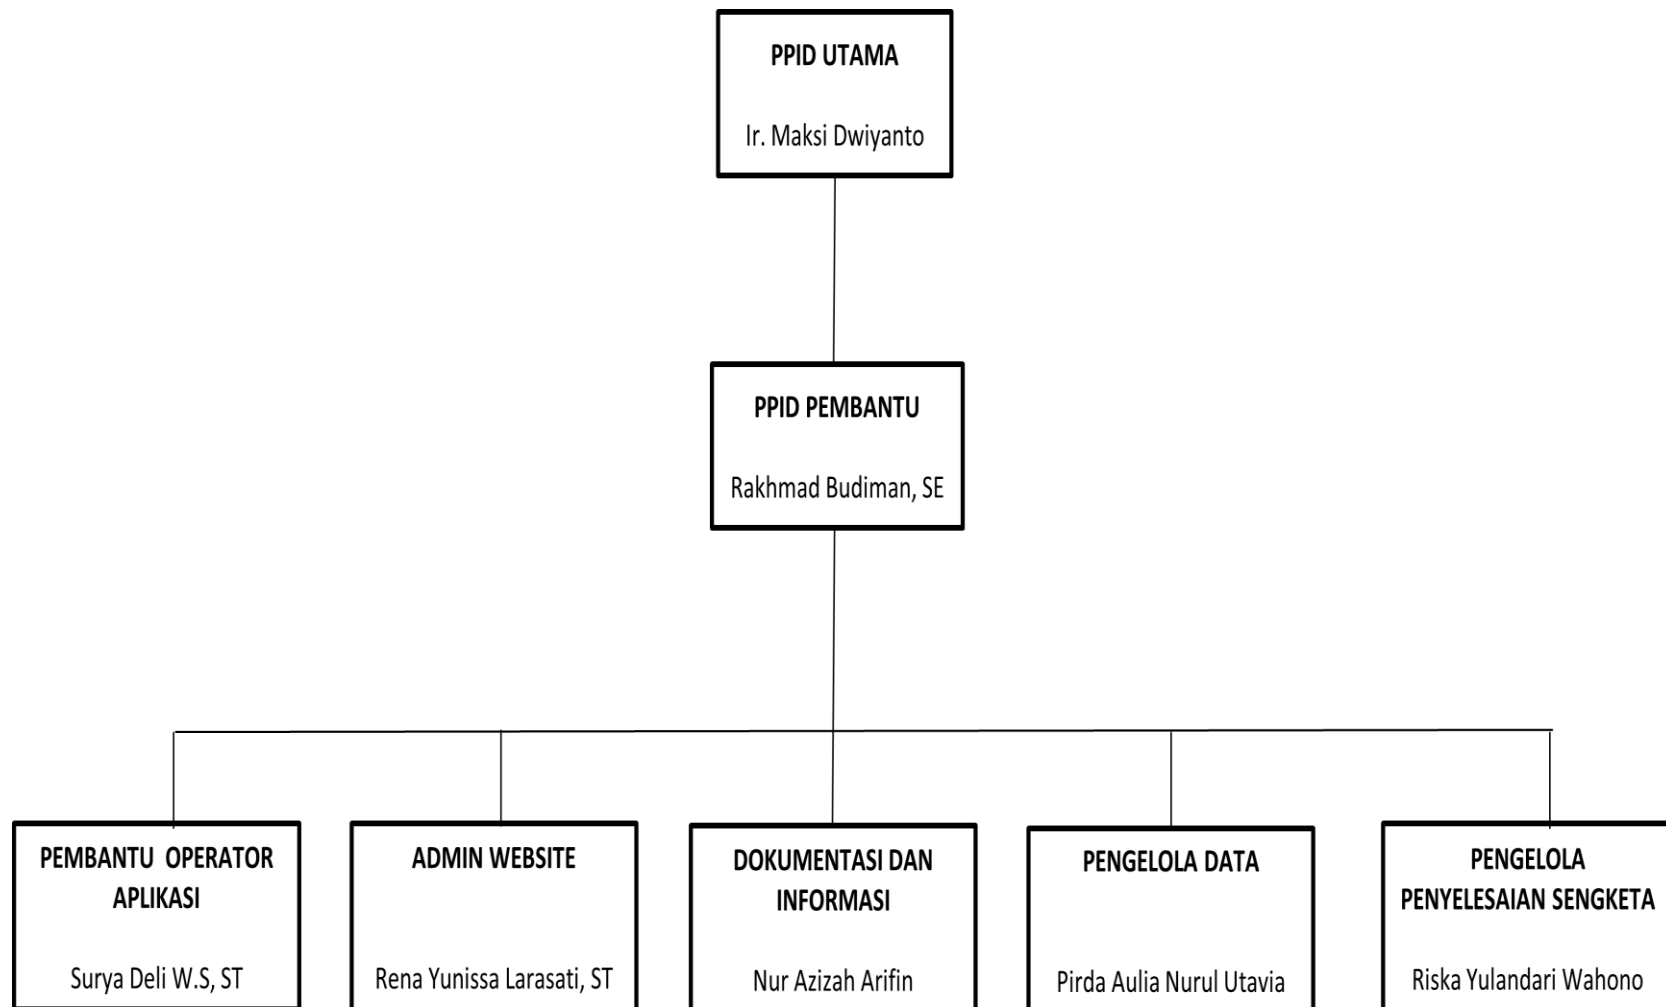 PPID UTAMA
Ir. Maksi Dwiyanto
PPID PEMBANTU
Rakhmad Budiman, SE
PEMBANTU OPERATOR
APLIKASI
Surya Deli W.S, ST
ADMIN WEBSITE
Rena Yunissa Larasati, ST
DOKUMENTASI DAN
INFORMASI
Nur Azizah Arifin
PENGELOLA DATA
Pirda Aulia Nurul Utavia
PENGELOLA
PENYELESAIAN SENGKETA
Riska Yulandari Wahono